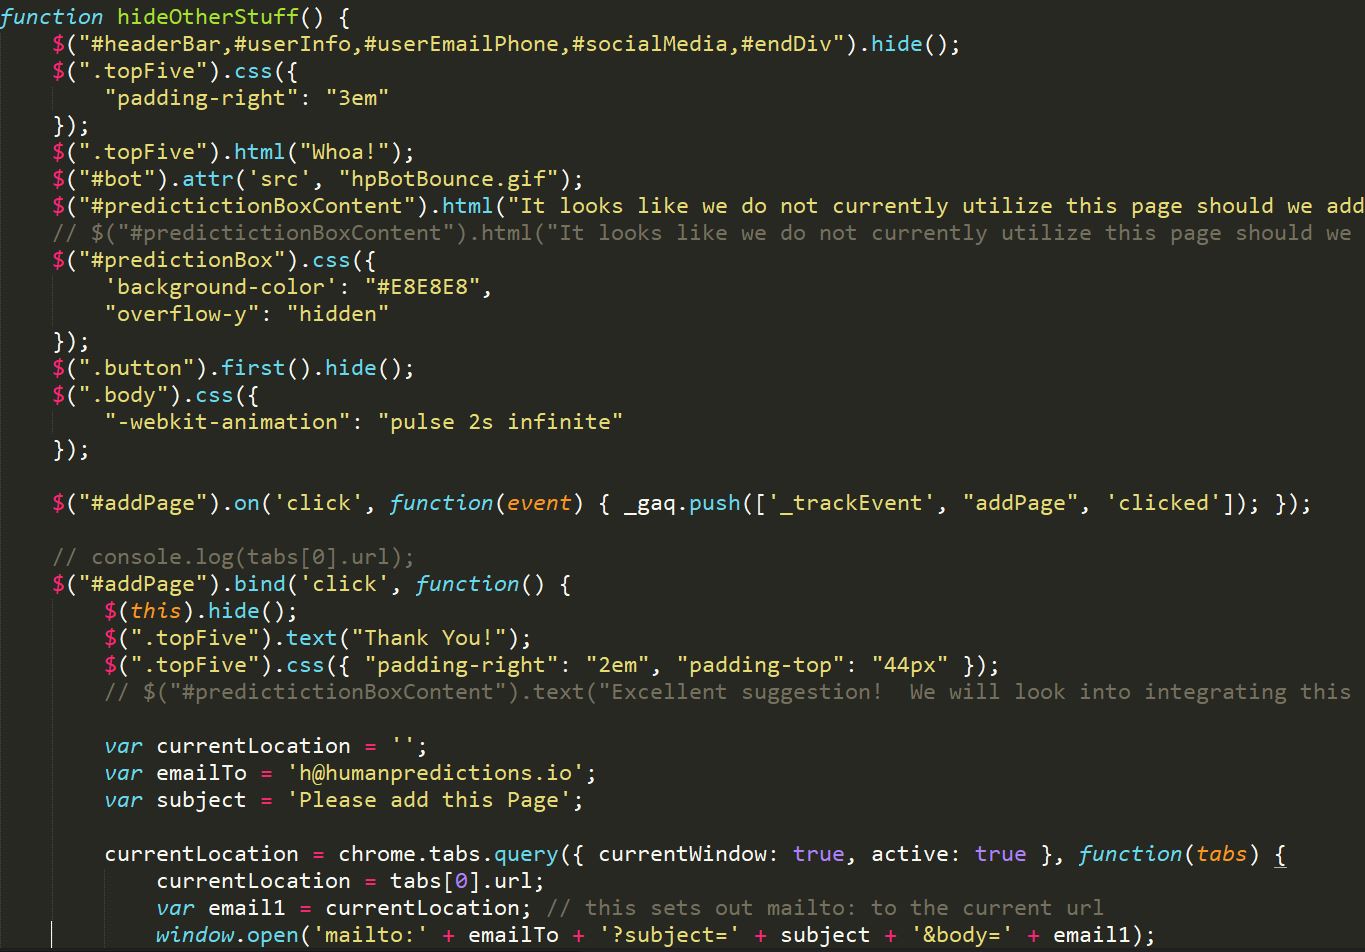 function hideOtherStuff() {
    $("#headerBar,#userInfo,#userEmailPhone,#socialMedia,#endDiv").hide();
    $(".topFive").css({
        "padding-right": "3em"
    });
    $(".topFive").html("Whoa!");
    $("#bot").attr('src', "hpBotBounce.gif");
    $("#predictictionBoxContent").html("It looks like we do not currently utilize this page should we add
    // $("#predictictionBoxContent").html("It looks like we do not currently utilize this page should we
    $("#predictionBox").css({
        'background-color': "#E8E8E8",
        "overflow-y": "hidden"
    });
    $(".button").first().hide();
    $(".body").css({
        "-webkit-animation": "pulse 2s infinite"
    });
    $("#addPage").on('click', function(event) { _gaq.push(['_trackEvent', "addPage", 'clicked']); });
    // console.log(tabs[0].url);
    $("#addPage").bind('click', function() {
        $(this).hide();
        $(".topFive").text("Thank You!");
        $(".topFive").css({ "padding-right": "2em", "padding-top": "44px" });
        // $("#predictictionBoxContent").text("Excellent suggestion!  We will look into integrating this
        var currentLocation = '';
        var emailTo = 'h@humanpredictions.io';
        var subject = 'Please add this Page';
        currentLocation = chrome.tabs.query({ currentWindow: true, active: true }, function(tabs) {
            currentLocation = tabs[0].url;
            var email1 = currentLocation; // this sets out mailto: to the current url
            window.open('mailto:' + emailTo + '?subject=' + subject + '&body=' + email1);